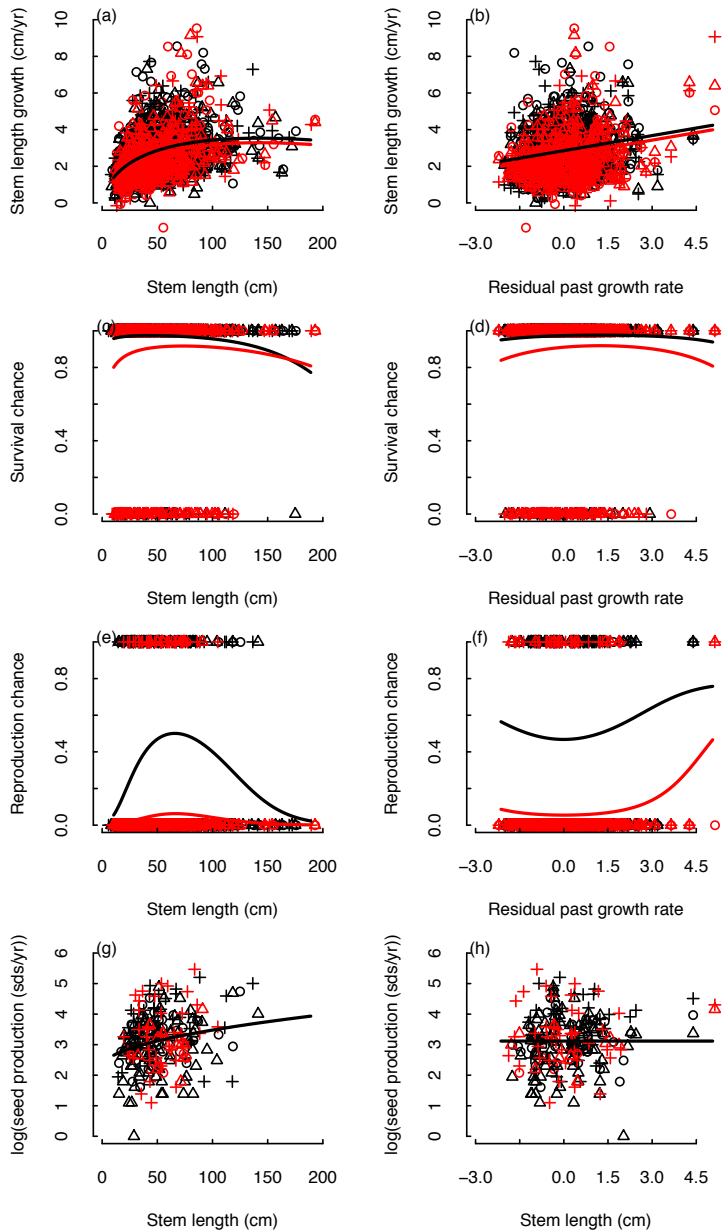 (a)
Stem length growth (cm/yr)
0 2 4 6 8 10
0 50 100 150 200
Stem length (cm)
(b)
Stem length growth (cm/yr)
0 2 4 6 8 10
−3.0 0.0 1.5 3.0 4.5
Residual past growth rate
(c)
Survival chance
0.0 0.4 0.8
0 50 100 150 200
Stem length (cm)
(d)
Survival chance
0.0 0.4 0.8
−3.0 0.0 1.5 3.0 4.5
Residual past growth rate
(e)
Reproduction chance
0.0 0.4 0.8
0 50 100 150 200
Stem length (cm)
(f)
Reproduction chance
0.0 0.4 0.8
−3.0 0.0 1.5 3.0 4.5
Residual past growth rate
(g)
log(seed production (sds/yr))
0 1 2 3 4 5 6
0 50 100 150 200
Stem length (cm)
(h)
log(seed production (sds/yr))
0 1 2 3 4 5 6
−3.0 0.0 1.5 3.0 4.5
Stem length (cm)